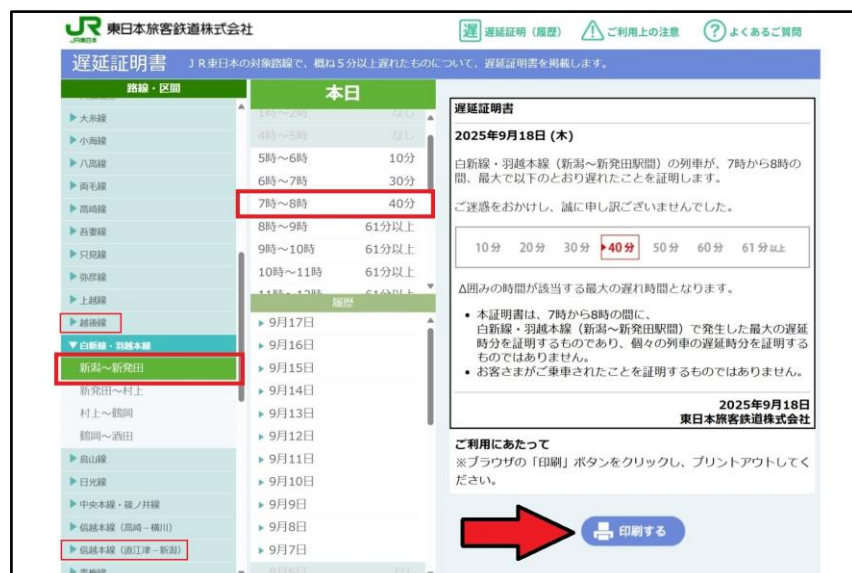 JR東日本 東日本旅客鉄道株式会社
遅 遅延証明（履歴） ご利用上の注意 ? よくあるご質問
遅延証明書 JR東日本の対象路線で、概ね５分以上遅れたものについて、遅延証明書を掲載します。
路線・区間
大糸線
小海線
八高線
両毛線
高崎線
吾妻線
只見線
弥彦線
上越線
越後線
白新線・羽越本線
新潟～新発田
新発田～村上
村上～鶴岡
鶴岡～酒田
烏山線
日光線
中央本線・篠ノ井線
信越本線（高崎－横川）
信越本線（直江津－新潟）
本日
4時～5時 なし
5時～6時 10分
6時～7時 30分
7時～8時 40分
8時～9時 61分以上
9時～10時 61分以上
10時～11時 61分以上
11時～12時 61分以上
履歴
9月17日
9月16日
9月15日
9月14日
9月13日
9月12日
9月11日
9月10日
9月9日
9月8日
9月7日
9月6日 なし
遅延証明書
2025年9月18日 (木)
白新線・羽越本線（新潟～新発田駅間）の列車が、7時から8時の
間、最大で以下のとおり遅れたことを証明します。
ご迷惑をおかけし、誠に申し訳ございませんでした。
10分 20分 30分 40分 50分 60分 61分以上
Δ囲みの時間が該当する最大の遅れ時間となります。
• 本証明書は、7時から8時の間に、
白新線・羽越本線（新潟～新発田駅間）で発生した最大の遅延
時分を証明するものであり、個々の列車の遅延時分を証明する
ものではありません。
• お客さまがご乗車されたことを証明するものではありません。
2025年9月18日
東日本旅客鉄道株式会社
ご利用にあたって
※ブラウザの「印刷」ボタンをクリックし、プリントアウトしてく
ださい。
印刷する